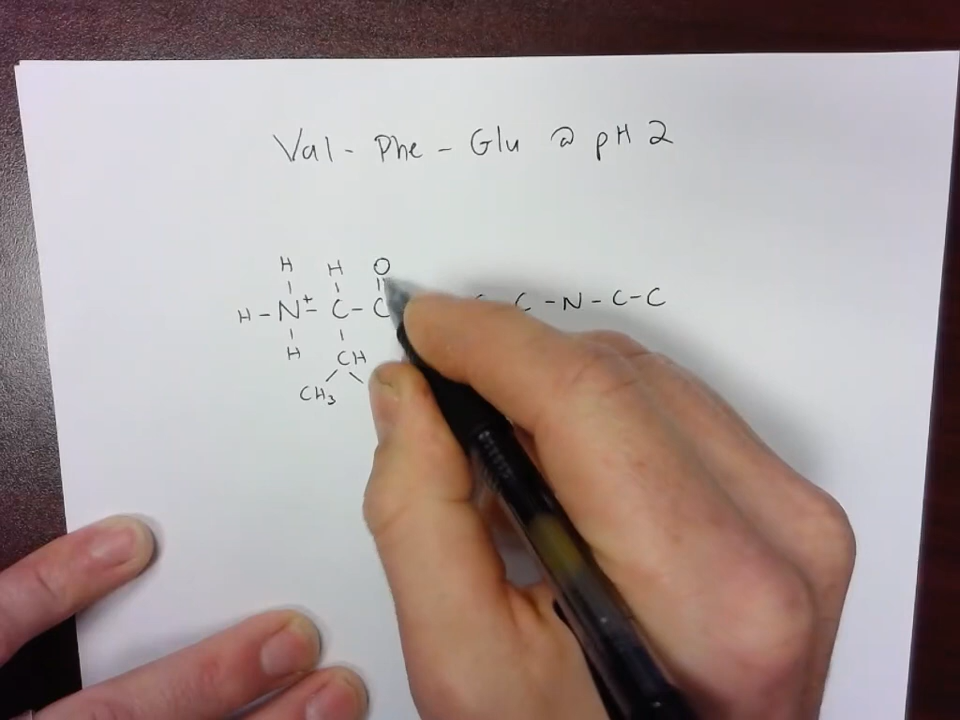 Val - Phe - Glu @ pH 2
H H O
H - N+ - C - C C - N - C - C
H CH
CH3